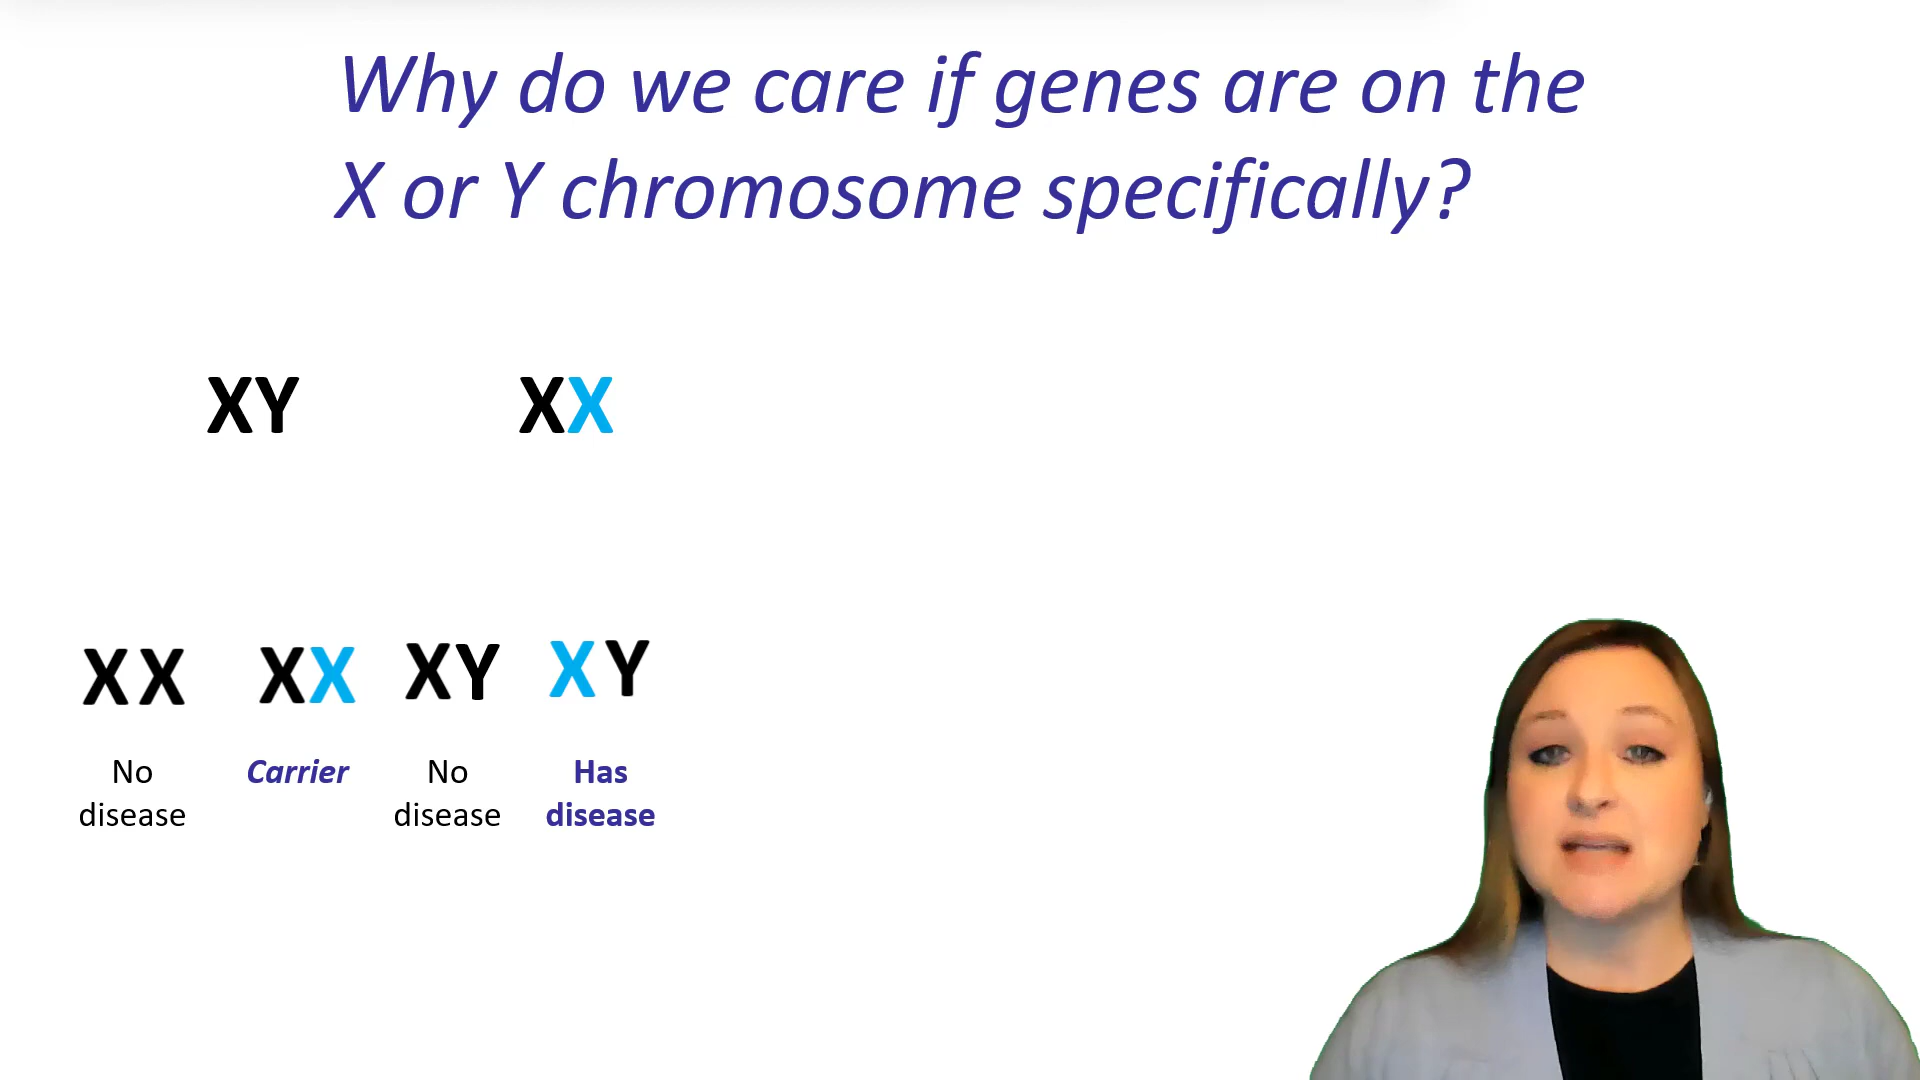 Why do we care if genes are on the
X or Y chromosome specifically?
XY XX
XX XX XY XY
No Carrier No Has
disease disease disease